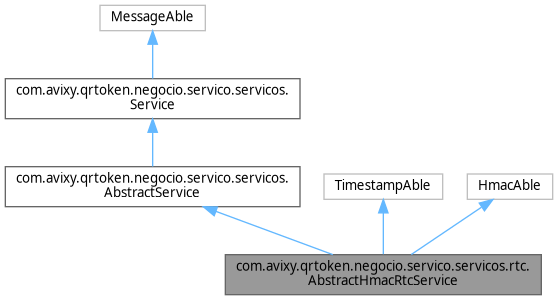 MessageAble
com.avixy.qrtoken.negocio.servico.servicos.
Service
com.avixy.qrtoken.negocio.servico.servicos.
AbstractService
TimestampAble
HmacAble
com.avixy.qrtoken.negocio.servico.servicos.rtc.
AbstractHmacRtcService